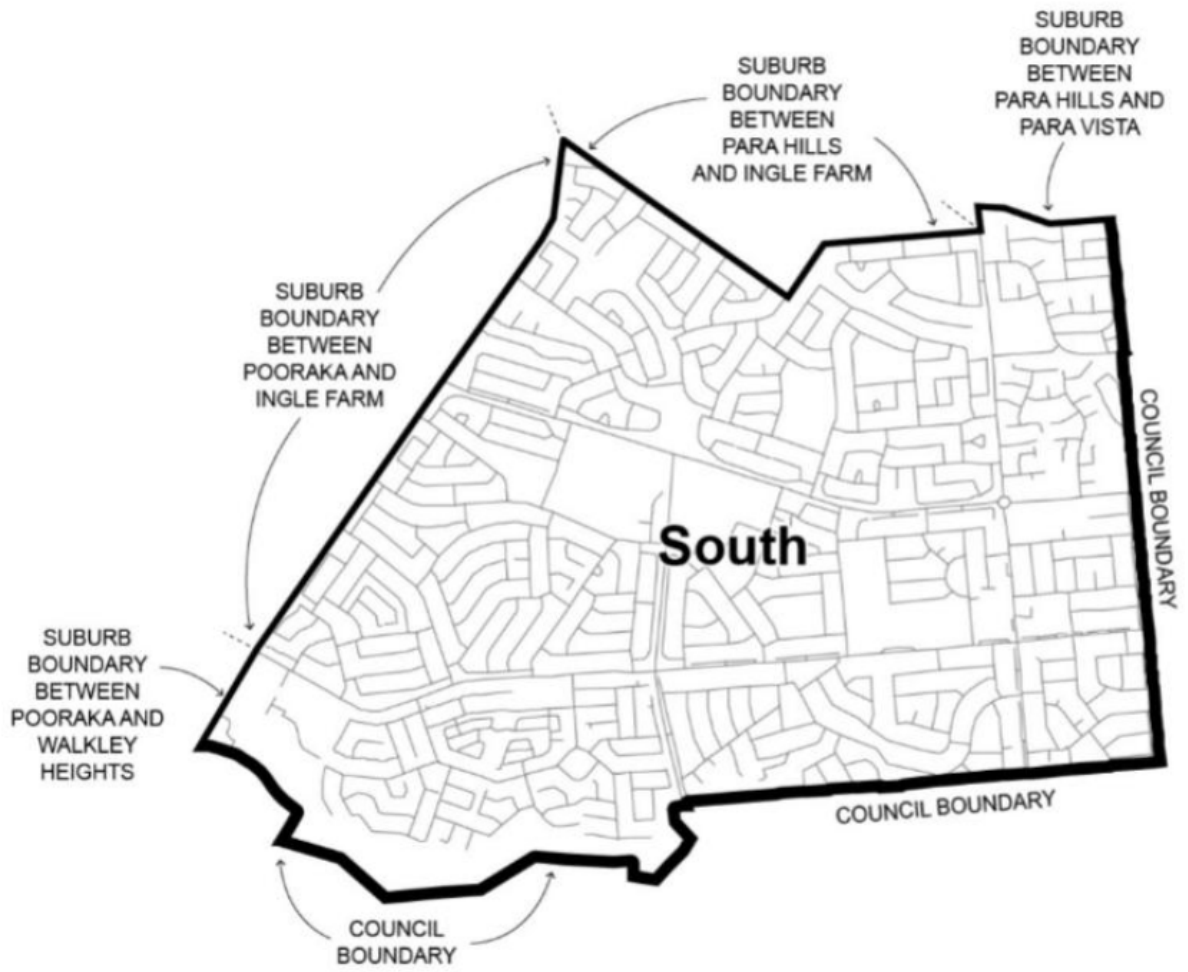 SUBURB
BOUNDARY
BETWEEN
PARA HILLS AND
PARA VISTA
SUBURB
BOUNDARY
BETWEEN
PARA HILLS
AND INGLE FARM
SUBURB
BOUNDARY
BETWEEN
POORAKA AND
INGLE FARM
COUNCIL BOUNDARY
South
SUBURB
BOUNDARY
BETWEEN
POORAKA AND
WALKLEY
HEIGHTS
COUNCIL BOUNDARY
COUNCIL
BOUNDARY